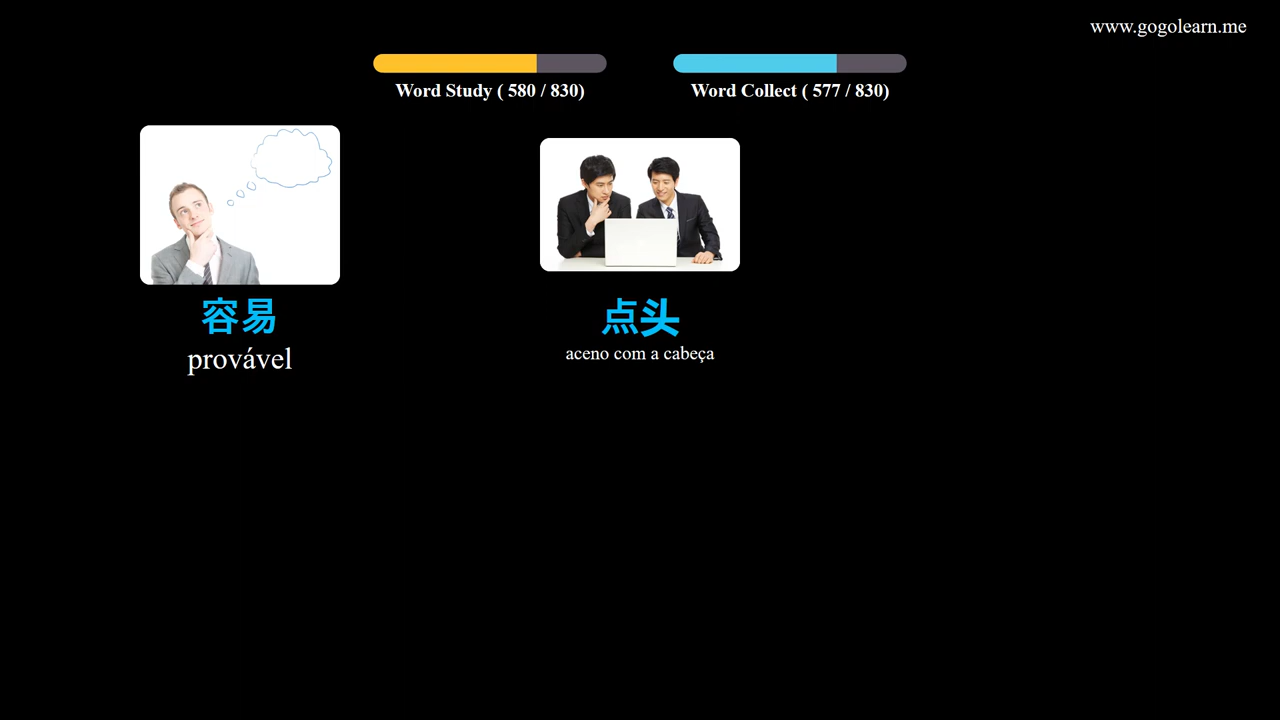 www.gogolearn.me
Word Study ( 580 / 830)
Word Collect ( 577 / 830)
容易
provável
点头
aceno com a cabeça